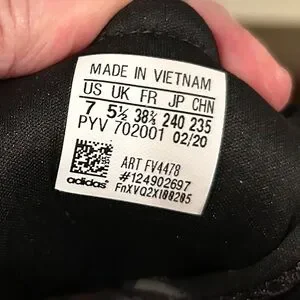 MADE IN VIETNAM
US UK FR JP CHN
7 5½ 38⅔ 240 235
PYV 702001 02/20
ART FV4478
#124902697
adidas